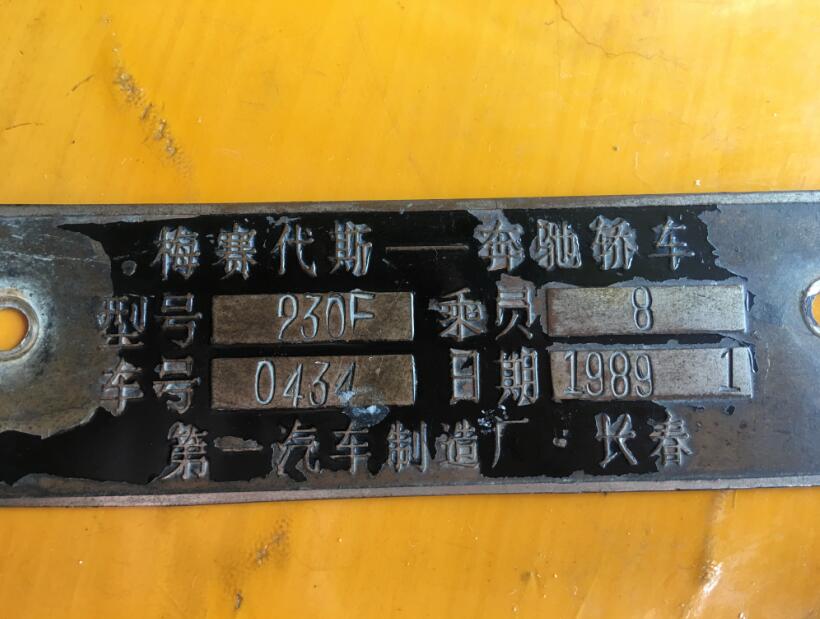 梅赛代斯——奔驰轿车
型号 230F 乘员 8
车号 0434 日期 1989 1
第一汽车制造厂·长春